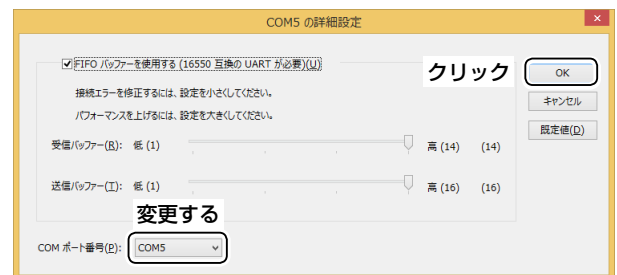 COM5 の詳細設定
×
FIFO バッファーを使用する (16550 互換の UART が必要)(U)
クリック
OK
接続エラーを修正するには、設定を小さくしてください。
キャンセル
パフォーマンスを上げるには、設定を大きくしてください。
既定値(D)
受信バッファー(R): 低 (1) 高 (14) (14)
送信バッファー(T): 低 (1) 高 (16) (16)
変更する
COM ポート番号(P): COM5